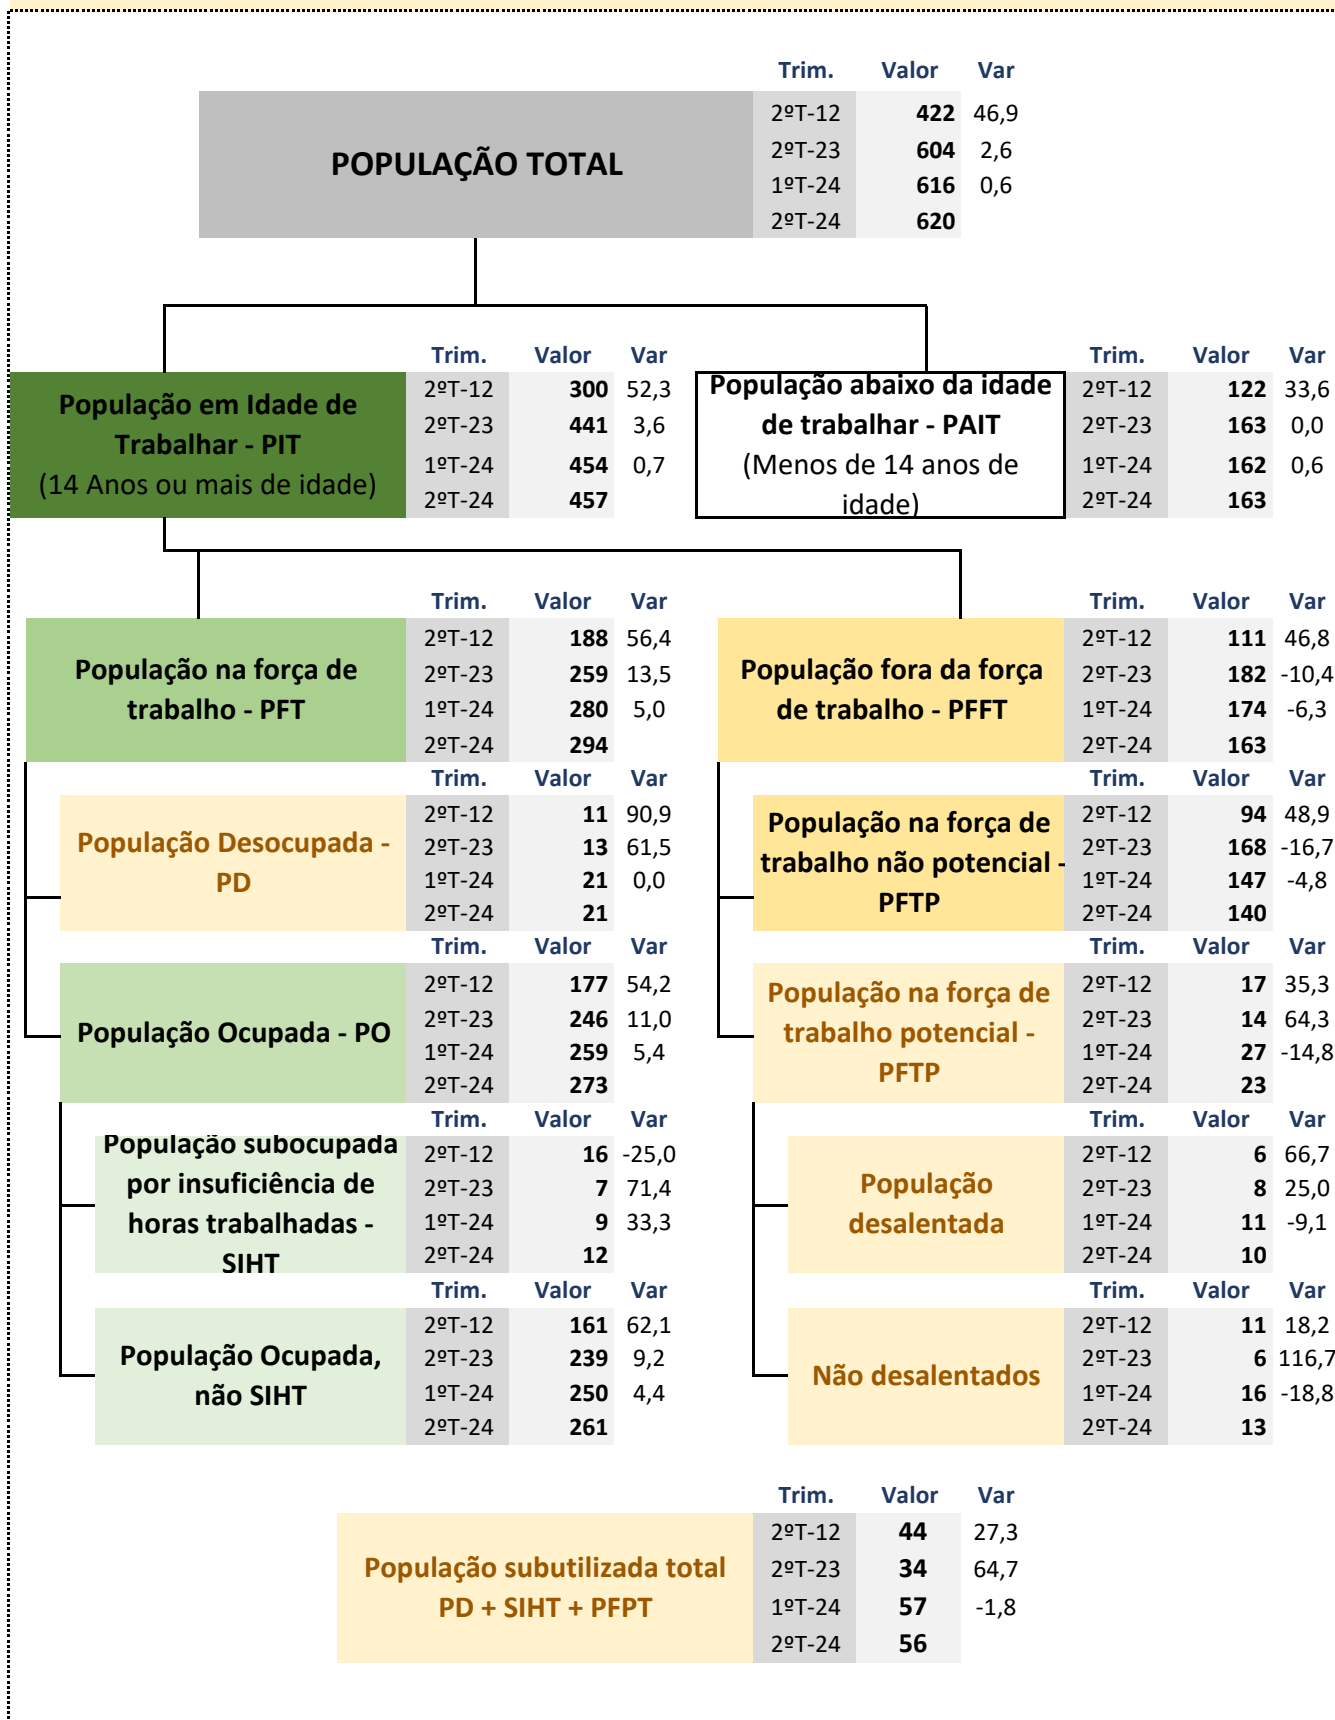 Trim. Valor Var
POPULAÇÃO TOTAL
2ºT-12 422 46,9
2ºT-23 604 2,6
1ºT-24 616 0,6
2ºT-24 620
Trim. Valor Var
População em Idade de
Trabalhar - PIT
(14 Anos ou mais de idade)
2ºT-12 300 52,3
2ºT-23 441 3,6
1ºT-24 454 0,7
2ºT-24 457
Trim. Valor Var
População abaixo da idade
de trabalhar - PAIT
(Menos de 14 anos de
idade)
2ºT-12 122 33,6
2ºT-23 163 0,0
1ºT-24 162 0,6
2ºT-24 163
Trim. Valor Var
População na força de
trabalho - PFT
2ºT-12 188 56,4
2ºT-23 259 13,5
1ºT-24 280 5,0
2ºT-24 294
Trim. Valor Var
População fora da força
de trabalho - PFFT
2ºT-12 111 46,8
2ºT-23 182 -10,4
1ºT-24 174 -6,3
2ºT-24 163
Trim. Valor Var
População Desocupada -
PD
2ºT-12 11 90,9
2ºT-23 13 61,5
1ºT-24 21 0,0
2ºT-24 21
Trim. Valor Var
População na força de
trabalho não potencial -
PFTP
2ºT-12 94 48,9
2ºT-23 168 -16,7
1ºT-24 147 -4,8
2ºT-24 140
Trim. Valor Var
População Ocupada - PO
2ºT-12 177 54,2
2ºT-23 246 11,0
1ºT-24 259 5,4
2ºT-24 273
Trim. Valor Var
População na força de
trabalho potencial -
PFTP
2ºT-12 17 35,3
2ºT-23 14 64,3
1ºT-24 27 -14,8
2ºT-24 23
Trim. Valor Var
População subocupada
por insuficiência de
horas trabalhadas -
SIHT
2ºT-12 16 -25,0
2ºT-23 7 71,4
1ºT-24 9 33,3
2ºT-24 12
Trim. Valor Var
População
desalentada
2ºT-12 6 66,7
2ºT-23 8 25,0
1ºT-24 11 -9,1
2ºT-24 10
Trim. Valor Var
População Ocupada,
não SIHT
2ºT-12 161 62,1
2ºT-23 239 9,2
1ºT-24 250 4,4
2ºT-24 261
Trim. Valor Var
Não desalentados
2ºT-12 11 18,2
2ºT-23 6 116,7
1ºT-24 16 -18,8
2ºT-24 13
Trim. Valor Var
População subutilizada total
PD + SIHT + PFPT
2ºT-12 44 27,3
2ºT-23 34 64,7
1ºT-24 57 -1,8
2ºT-24 56